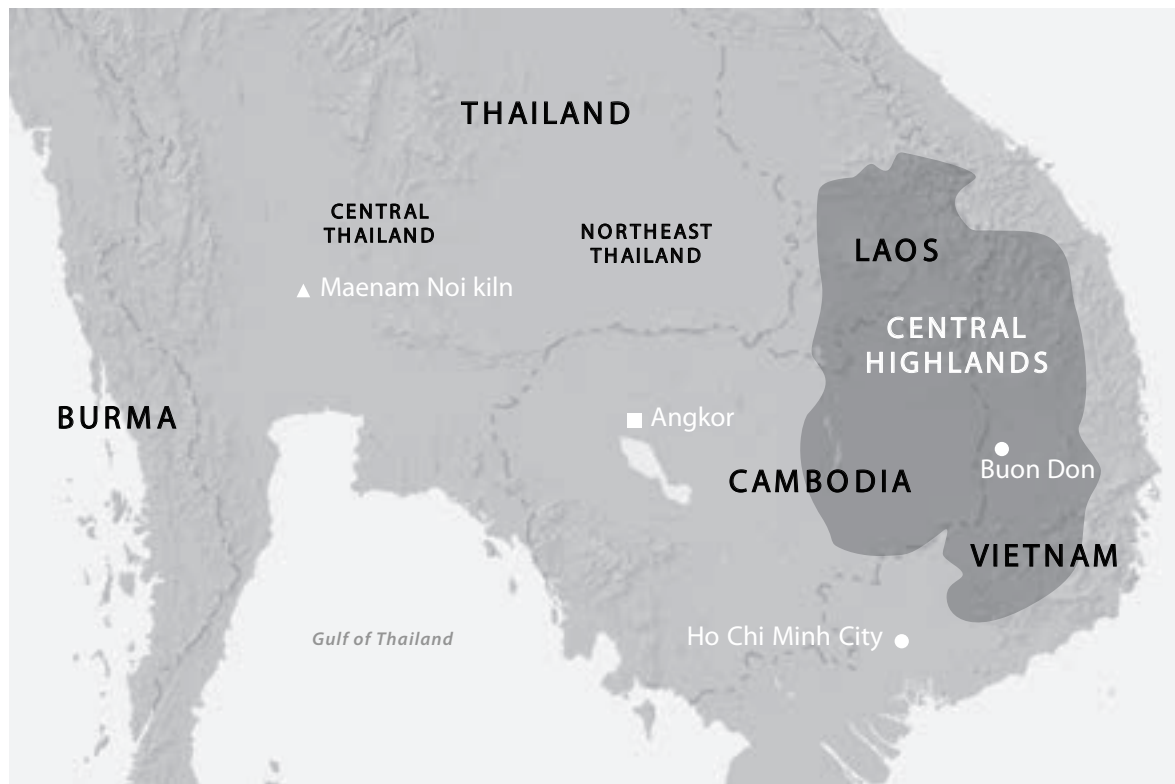 THAILAND
CENTRAL
THAILAND
NORTHEAST
THAILAND
LAOS
Maenam Noi kiln
CENTRAL
HIGHLANDS
BURMA
Angkor
Buon Don
CAMBODIA
VIETNAM
Gulf of Thailand
Ho Chi Minh City